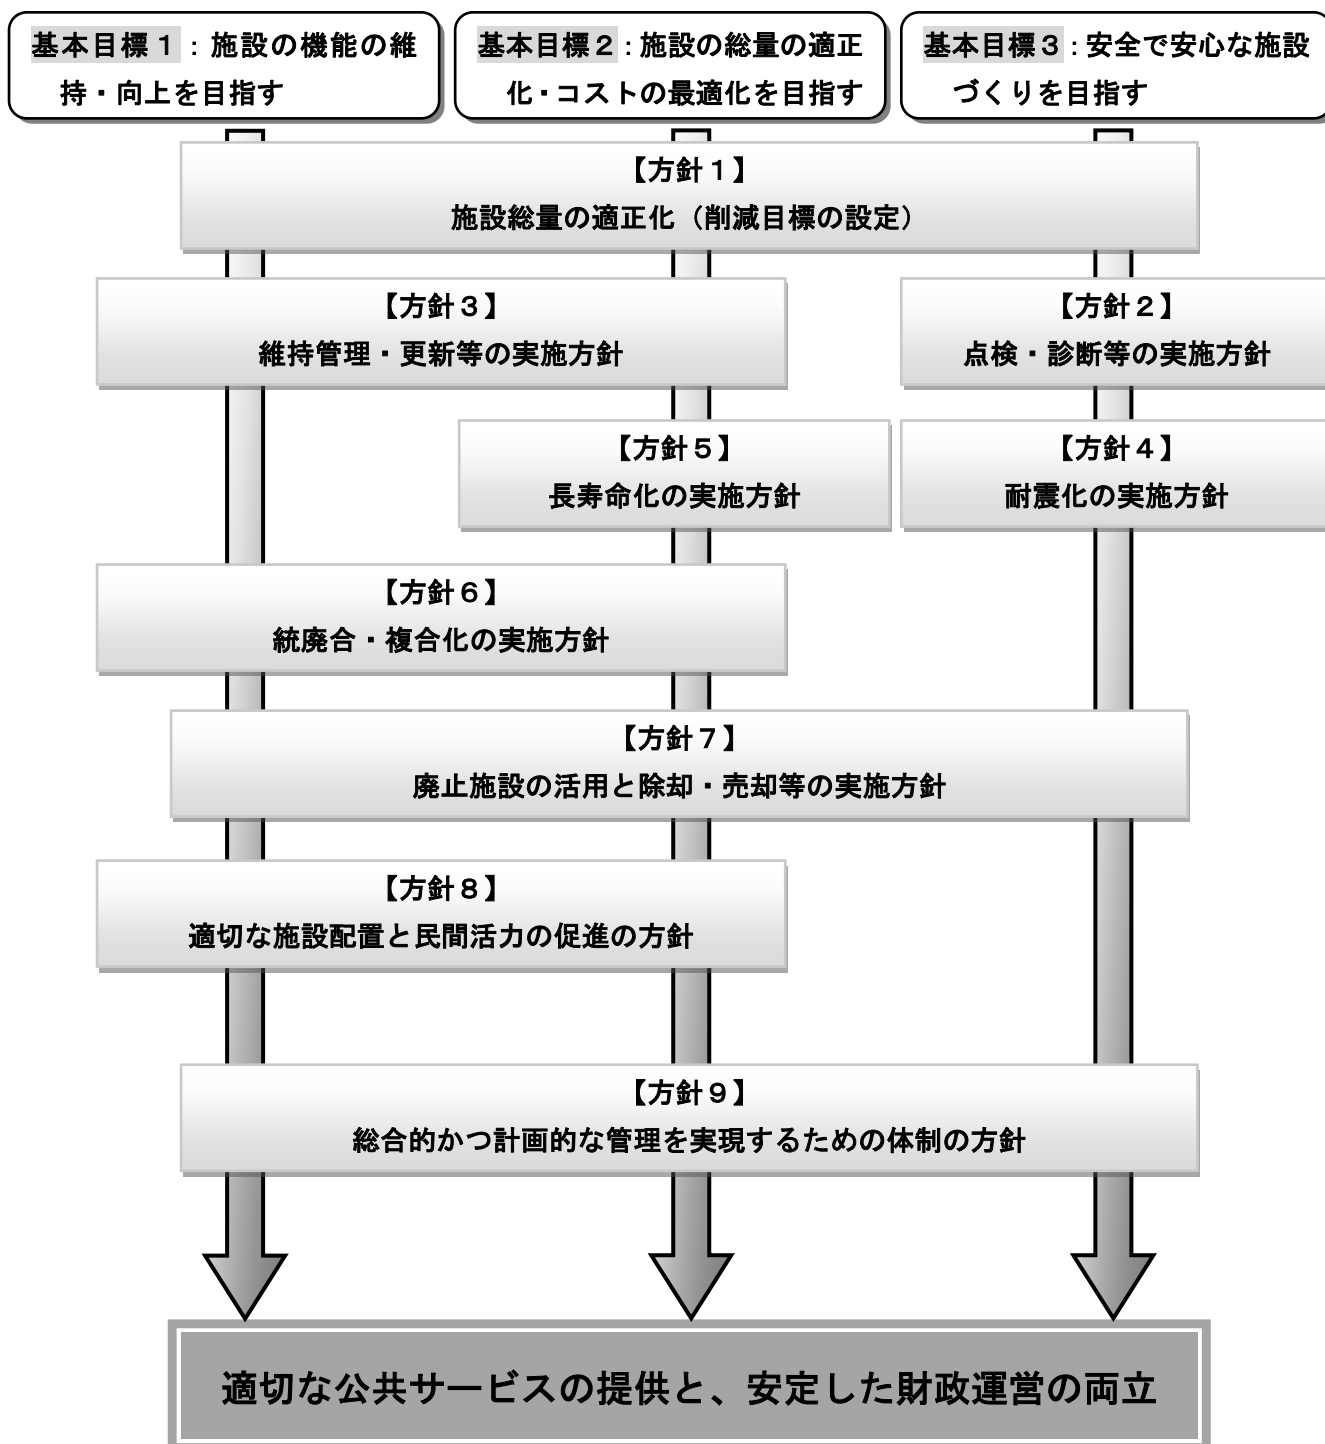 基本目標１：施設の機能の維
持・向上を目指す
基本目標２：施設の総量の適正
化・コストの最適化を目指す
基本目標３：安全で安心な施設
づくりを目指す
【方針１】
施設総量の適正化（削減目標の設定）
【方針３】
維持管理・更新等の実施方針
【方針２】
点検・診断等の実施方針
【方針５】
長寿命化の実施方針
【方針４】
耐震化の実施方針
【方針６】
統廃合・複合化の実施方針
【方針７】
廃止施設の活用と除却・売却等の実施方針
【方針８】
適切な施設配置と民間活力の促進の方針
【方針９】
総合的かつ計画的な管理を実現するための体制の方針
適切な公共サービスの提供と、安定した財政運営の両立